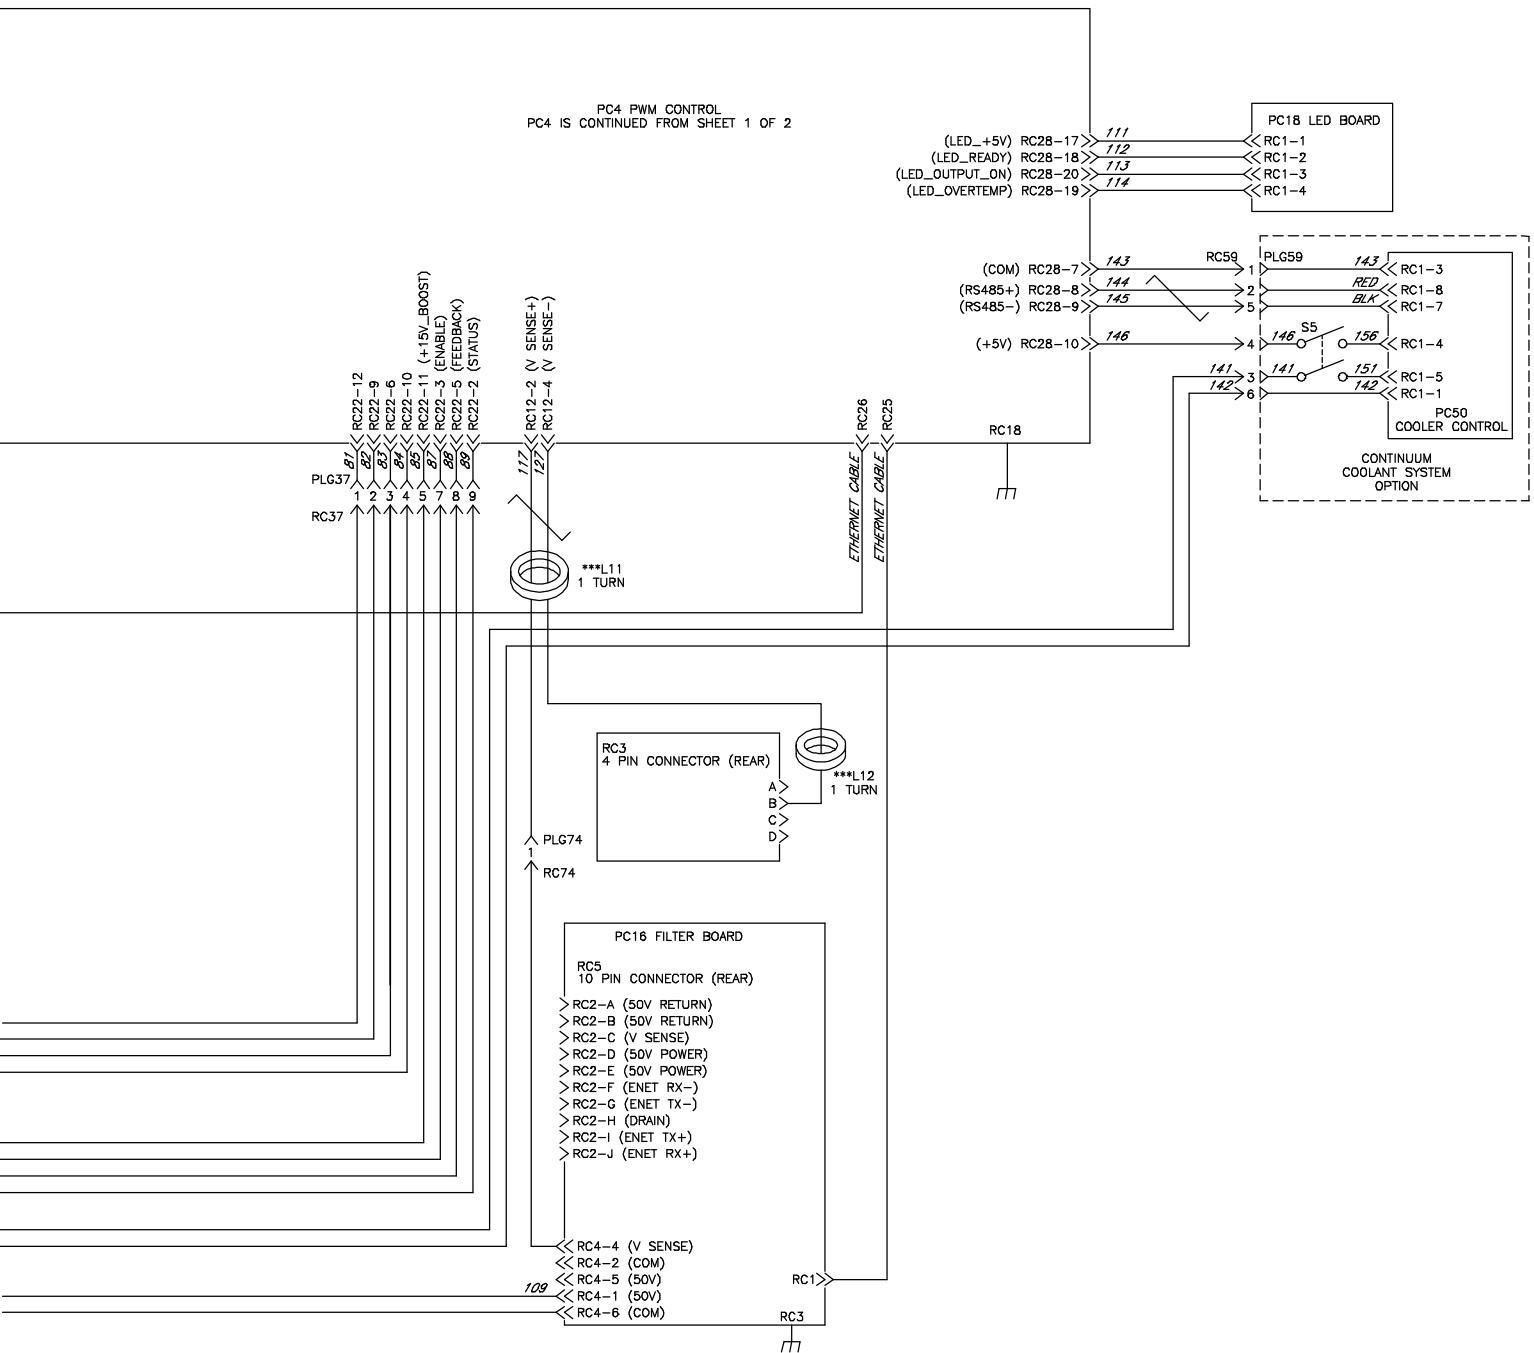 PC4 PWM CONTROL
PC4 IS CONTINUED FROM SHEET 1 OF 2
PC18 LED BOARD
(LED_+5V) RC28-17 111 RC1-1
(LED_READY) RC28-18 112 RC1-2
(LED_OUTPUT_ON) RC28-20 113 RC1-3
(LED_OVERTEMP) RC28-19 114 RC1-4
RC59 PLG59
(COM) RC28-7 143 1 143 RC1-3
(RS485+) RC28-8 144 2 RED RC1-8
(RS485-) RC28-9 145 5 BLK RC1-7
S5
(+5V) RC28-10 146 4 146 156 RC1-4
141 3 141 151 RC1-5
142 6 142 RC1-1
PC50
COOLER CONTROL
CONTINUUM
COOLANT SYSTEM
OPTION
RC22-12
RC22-9
RC22-6
RC22-10
RC22-11 (+15V_BOOST)
RC22-3 (ENABLE)
RC22-5 (FEEDBACK)
RC22-2 (STATUS)
RC12-2 (V SENSE+)
RC12-4 (V SENSE-)
RC26
RC25
RC18
81
82
83
84
85
87
88
89
117
127
ETHERNET CABLE
ETHERNET CABLE
PLG37
1 2 3 4 5 7 8 9
RC37
***L11
1 TURN
RC3
4 PIN CONNECTOR (REAR)
A
B
C
D
***L12
1 TURN
PLG74
1
RC74
PC16 FILTER BOARD
RC5
10 PIN CONNECTOR (REAR)
RC2-A (50V RETURN)
RC2-B (50V RETURN)
RC2-C (V SENSE)
RC2-D (50V POWER)
RC2-E (50V POWER)
RC2-F (ENET RX-)
RC2-G (ENET TX-)
RC2-H (DRAIN)
RC2-I (ENET TX+)
RC2-J (ENET RX+)
RC4-4 (V SENSE)
RC4-2 (COM)
RC4-5 (50V)
RC1
109 RC4-1 (50V)
RC4-6 (COM)
RC3